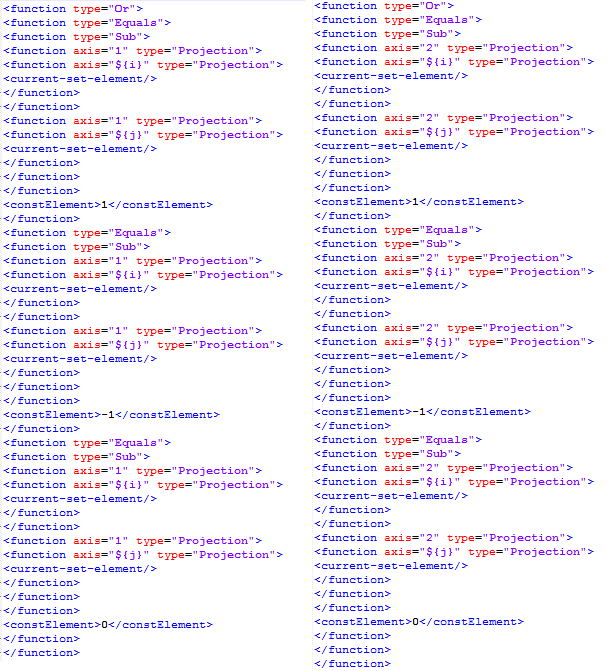 <function type="Or">
<function type="Equals">
<function type="Sub">
<function axis="1" type="Projection">
<function axis="${i}" type="Projection">
<current-set-element/>
</function>
</function>
<function axis="1" type="Projection">
<function axis="${j}" type="Projection">
<current-set-element/>
</function>
</function>
</function>
<constElement>1</constElement>
</function>
<function type="Equals">
<function type="Sub">
<function axis="1" type="Projection">
<function axis="${i}" type="Projection">
<current-set-element/>
</function>
</function>
<function axis="1" type="Projection">
<function axis="${j}" type="Projection">
<current-set-element/>
</function>
</function>
</function>
<constElement>-1</constElement>
</function>
<function type="Equals">
<function type="Sub">
<function axis="1" type="Projection">
<function axis="${i}" type="Projection">
<current-set-element/>
</function>
</function>
<function axis="1" type="Projection">
<function axis="${j}" type="Projection">
<current-set-element/>
</function>
</function>
</function>
<constElement>0</constElement>
</function>
</function>
<function type="Or">
<function type="Equals">
<function type="Sub">
<function axis="2" type="Projection">
<function axis="${i}" type="Projection">
<current-set-element/>
</function>
</function>
<function axis="2" type="Projection">
<function axis="${j}" type="Projection">
<current-set-element/>
</function>
</function>
</function>
<constElement>1</constElement>
</function>
<function type="Equals">
<function type="Sub">
<function axis="2" type="Projection">
<function axis="${i}" type="Projection">
<current-set-element/>
</function>
</function>
<function axis="2" type="Projection">
<function axis="${j}" type="Projection">
<current-set-element/>
</function>
</function>
</function>
<constElement>-1</constElement>
</function>
<function type="Equals">
<function type="Sub">
<function axis="2" type="Projection">
<function axis="${i}" type="Projection">
<current-set-element/>
</function>
</function>
<function axis="2" type="Projection">
<function axis="${j}" type="Projection">
<current-set-element/>
</function>
</function>
</function>
<constElement>0</constElement>
</function>
</function>
</function>